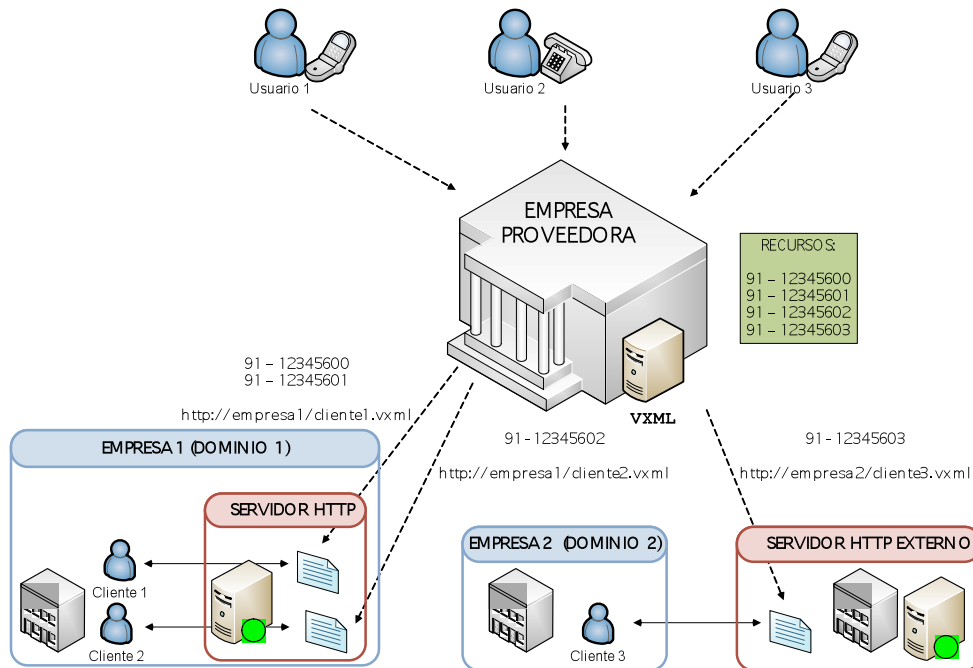 Usuario 1
Usuario 2
Usuario 3
EMPRESA
PROVEEDORA
RECURSOS:
91 – 12345600
91 – 12345601
91 – 12345602
91 – 12345603
VXML
91 – 12345600
91 – 12345601
http://empresa1/cliente1.vxml
91 -12345602
http://empresa1/cliente2.vxml
91 - 12345603
http://empresa2/cliente3.vxml
EMPRESA 1 (DOMINIO 1)
SERVIDOR HTTP
Cliente 1
Cliente 2
EMPRESA 2 (DOMINIO 2)
Cliente 3
SERVIDOR HTTP EXTERNO